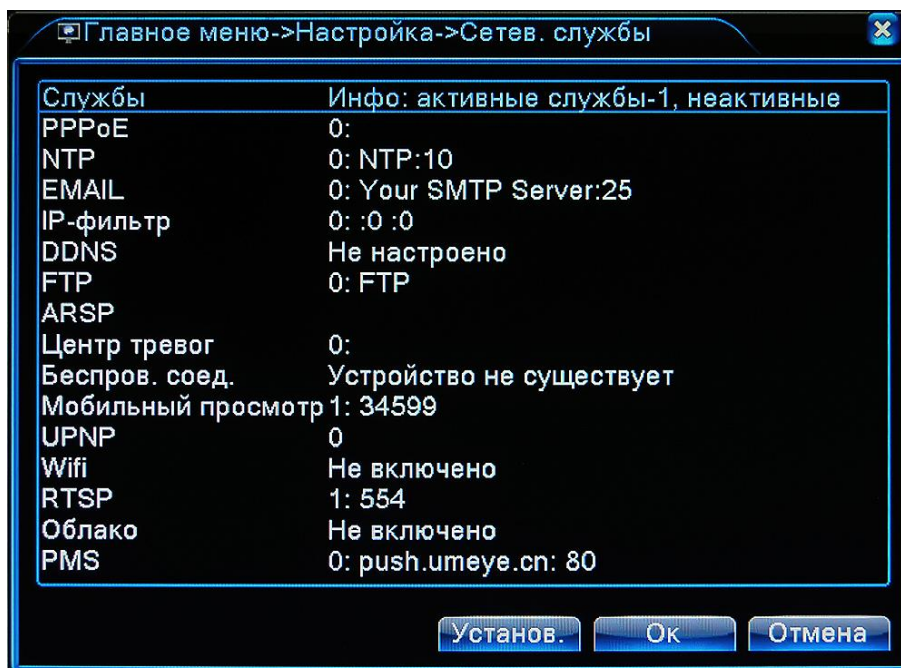 Главное меню->Настройка->Сетев. службы
Службы Инфо: активные службы-1, неактивные
PPPoE 0:
NTP 0: NTP:10
EMAIL 0: Your SMTP Server:25
IP-фильтр 0: :0 :0
DDNS Не настроено
FTP 0: FTP
ARSP
Центр тревог 0:
Беспров. соед. Устройство не существует
Мобильный просмотр 1: 34599
UPNP 0
Wifi Не включено
RTSP 1: 554
Облако Не включено
PMS 0: push.umeye.cn: 80
Установ. Ок Отмена